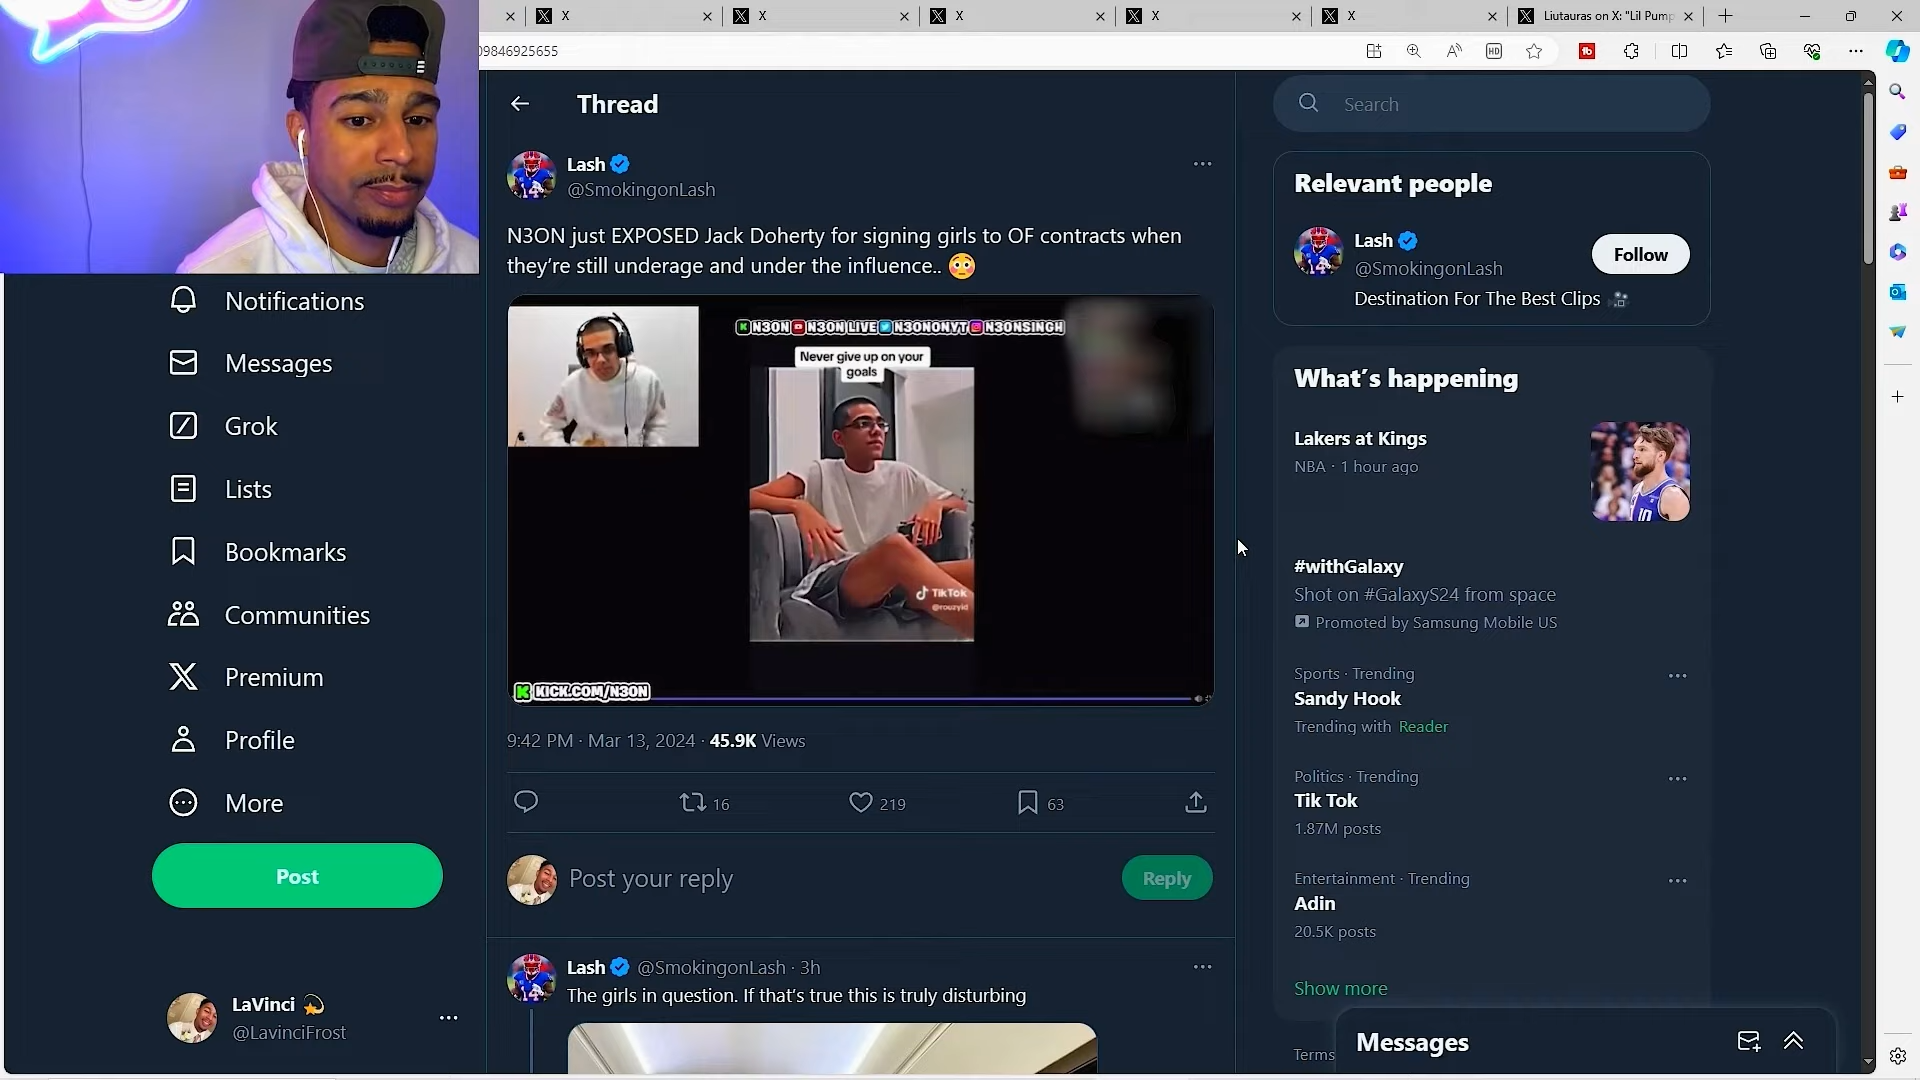 X
X
X
X
X
Liutauras on X: "Lil Pump
09846925655
HD
Thread
Search
Lash
@SmokingonLash
N3ON just EXPOSED Jack Doherty for signing girls to OF contracts when
they're still underage and under the influence.. 😳
N3ON N3ON LIVE N3ONONYT N3ONSINGH
Never give up on your
goals
TikTok
@rouzyid
KICK.COM/N3ON
9:42 PM · Mar 13, 2024 · 45.9K Views
16
219
63
Post your reply
Reply
Lash @SmokingonLash · 3h
The girls in question. If that's true this is truly disturbing
Notifications
Messages
Grok
Lists
Bookmarks
Communities
Premium
Profile
More
Post
LaVinci 💫
@LavinciFrost
Relevant people
Lash
@SmokingonLash
Follow
Destination For The Best Clips 🎥
What's happening
Lakers at Kings
NBA · 1 hour ago
#withGalaxy
Shot on #GalaxyS24 from space
Promoted by Samsung Mobile US
Sports · Trending
Sandy Hook
Trending with Reader
Politics · Trending
Tik Tok
1.87M posts
Entertainment · Trending
Adin
20.5K posts
Show more
Terms
Messages